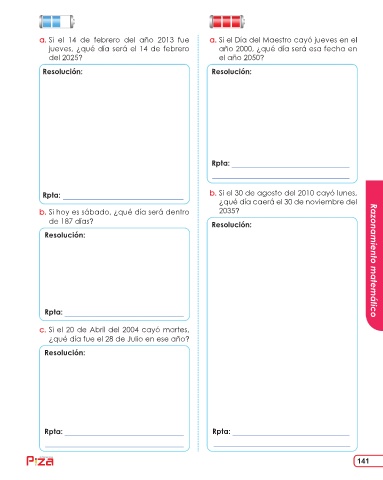 a. Si el 14 de febrero del año 2013 fue
jueves, ¿qué día será el 14 de febrero
del 2025?
Resolución:
Rpta:
b. Si hoy es sábado, ¿qué día será dentro
de 187 días?
Resolución:
Rpta:
c. Si el 20 de Abril del 2004 cayó martes,
¿qué día fue el 28 de Julio en ese año?
Resolución:
Rpta:
a. Si el Día del Maestro cayó jueves en el
año 2000, ¿qué día será esa fecha en
el año 2050?
Resolución:
Rpta:
b. Si el 30 de agosto del 2010 cayó lunes,
¿qué día caerá el 30 de noviembre del
2035?
Resolución:
Rpta:
Razonamiento matemático
Piza
141